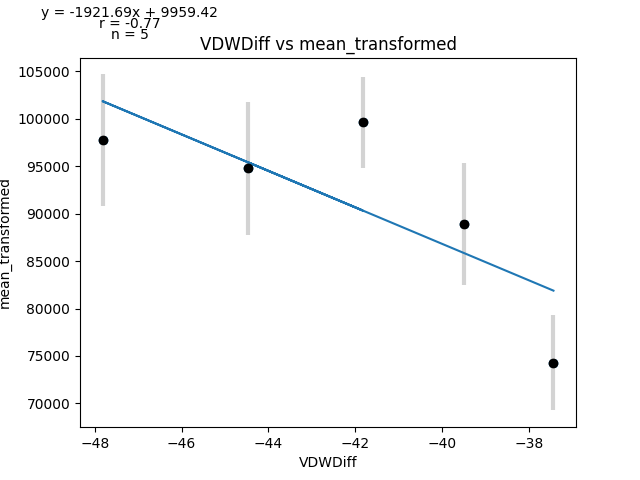 y = -1921.69x + 9959.42
r = -0.77
n = 5
VDWDiff vs mean_transformed
105000
100000
95000
90000
85000
80000
75000
70000
mean_transformed
−48
−46
−44
−42
−40
−38
VDWDiff